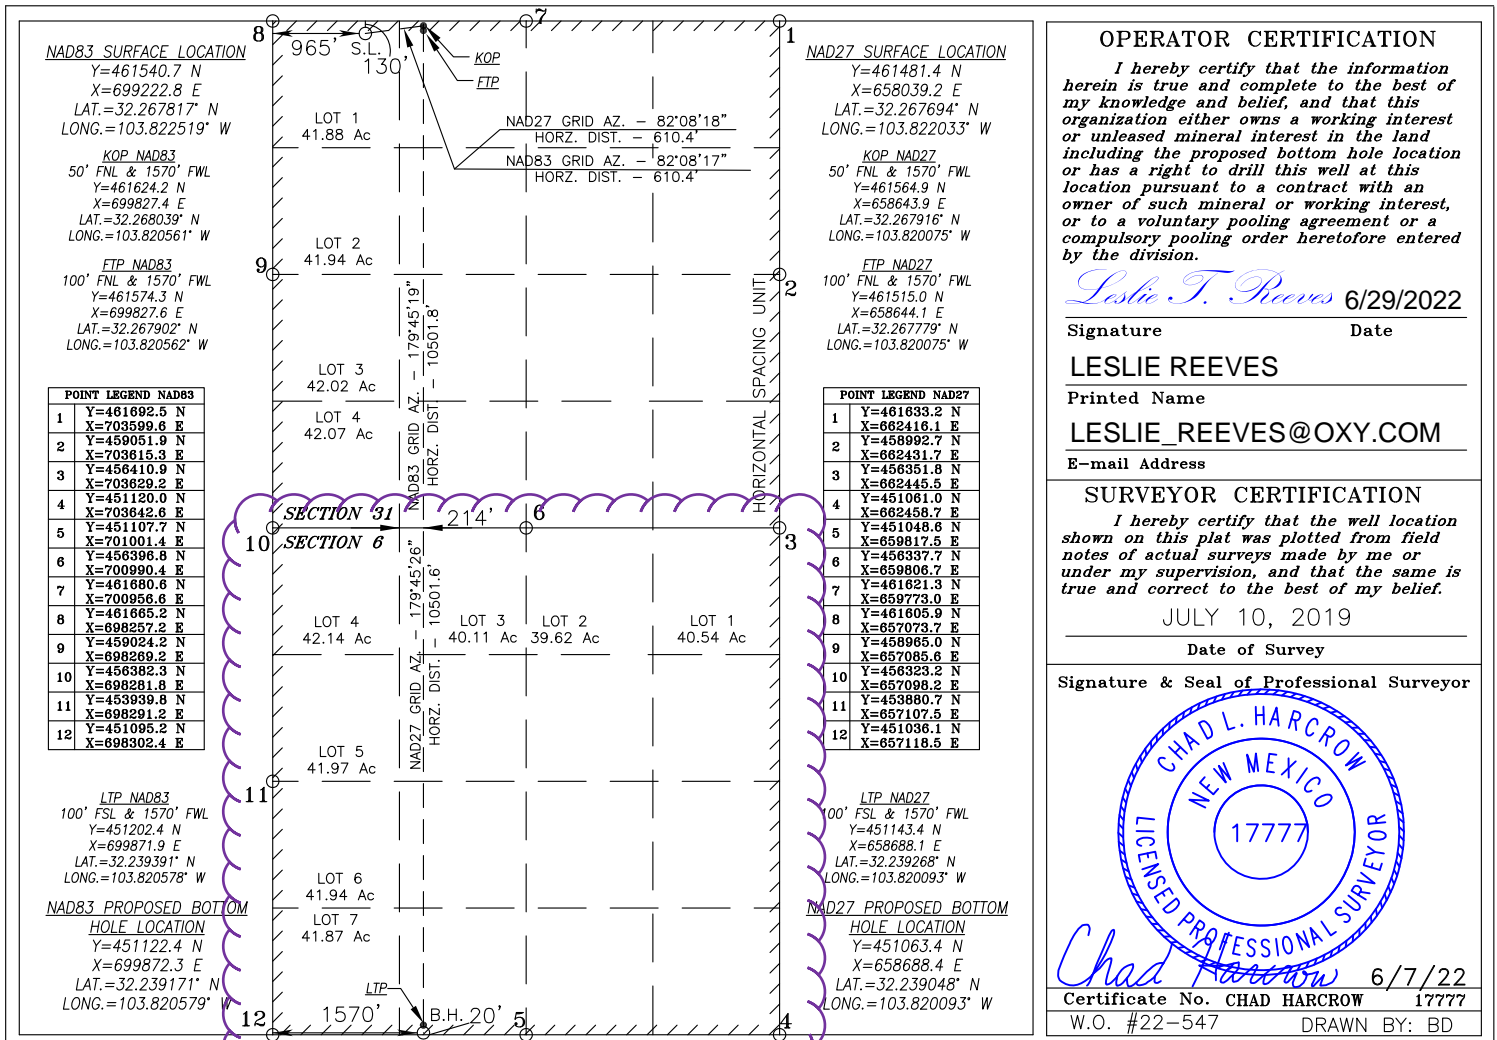 8
7
1
965'
S.L.
130'
KOP
FTP
NAD83 SURFACE LOCATION
Y=461540.7 N
X=699222.8 E
LAT.=32.267817° N
LONG.=103.822519° W
KOP NAD83
50' FNL & 1570' FWL
Y=461624.2 N
X=699827.4 E
LAT.=32.268039° N
LONG.=103.820561° W
FTP NAD83
100' FNL & 1570' FWL
Y=461574.3 N
X=699827.6 E
LAT.=32.267902° N
LONG.=103.820562° W
POINT LEGEND NAD83
1 Y=461692.5 N
X=703599.6 E
2 Y=459051.9 N
X=703615.3 E
3 Y=456410.9 N
X=703629.2 E
4 Y=451120.0 N
X=703642.6 E
5 Y=451107.7 N
X=701001.4 E
6 Y=456396.8 N
X=700990.4 E
7 Y=461680.6 N
X=700956.6 E
8 Y=461665.2 N
X=698257.2 E
9 Y=459024.2 N
X=698269.2 E
10 Y=456382.3 N
X=698281.8 E
11 Y=453939.8 N
X=698291.2 E
12 Y=451095.2 N
X=698302.4 E
LTP NAD83
100' FSL & 1570' FWL
Y=451202.4 N
X=699871.9 E
LAT.=32.239391° N
LONG.=103.820578° W
NAD83 PROPOSED BOTTOM
HOLE LOCATION
Y=451122.4 N
X=699872.3 E
LAT.=32.239171° N
LONG.=103.820579° W
NAD27 GRID AZ. - 82°08'18"
HORZ. DIST. - 610.4'
NAD83 GRID AZ. - 82°08'17"
HORZ. DIST. - 610.4'
LOT 1
41.88 Ac
LOT 2
41.94 Ac
9
2
LOT 3
42.02 Ac
LOT 4
42.07 Ac
NAD83 GRID AZ. - 179°45'19"
HORZ. DIST. - 10501.8'
HORIZONTAL SPACING UNIT
SECTION 31
214'
6
10
SECTION 6
3
NAD27 GRID AZ. - 179°45'26"
HORZ. DIST. - 10501.6'
LOT 4
42.14 Ac
LOT 3
40.11 Ac
LOT 2
39.62 Ac
LOT 1
40.54 Ac
LOT 5
41.97 Ac
11
LOT 6
41.94 Ac
LOT 7
41.87 Ac
LTP
1570'
B.H.
20'
12
5
4
NAD27 SURFACE LOCATION
Y=461481.4 N
X=658039.2 E
LAT.=32.267694° N
LONG.=103.822033° W
KOP NAD27
50' FNL & 1570' FWL
Y=461564.9 N
X=658643.9 E
LAT.=32.267916° N
LONG.=103.820075° W
FTP NAD27
100' FNL & 1570' FWL
Y=461515.0 N
X=658644.1 E
LAT.=32.267779° N
LONG.=103.820075° W
POINT LEGEND NAD27
1 Y=461633.2 N
X=662416.1 E
2 Y=458992.7 N
X=662431.7 E
3 Y=456351.8 N
X=662445.5 E
4 Y=451061.0 N
X=662458.7 E
5 Y=451048.6 N
X=659817.5 E
6 Y=456337.7 N
X=659806.7 E
7 Y=461621.3 N
X=659773.0 E
8 Y=461605.9 N
X=657073.7 E
9 Y=458965.0 N
X=657085.6 E
10 Y=456323.2 N
X=657098.2 E
11 Y=453880.7 N
X=657107.5 E
12 Y=451036.1 N
X=657118.5 E
LTP NAD27
100' FSL & 1570' FWL
Y=451143.4 N
X=658688.1 E
LAT.=32.239268° N
LONG.=103.820093° W
NAD27 PROPOSED BOTTOM
HOLE LOCATION
Y=451063.4 N
X=658688.4 E
LAT.=32.239048° N
LONG.=103.820093° W
OPERATOR CERTIFICATION
I hereby certify that the information
herein is true and complete to the best of
my knowledge and belief, and that this
organization either owns a working interest
or unleased mineral interest in the land
including the proposed bottom hole location
or has a right to drill this well at this
location pursuant to a contract with an
owner of such mineral or working interest,
or to a voluntary pooling agreement or a
compulsory pooling order heretofore entered
by the division.
Leslie T. Reeves 6/29/2022
Signature Date
LESLIE REEVES
Printed Name
LESLIE_REEVES@OXY.COM
E-mail Address
SURVEYOR CERTIFICATION
I hereby certify that the well location
shown on this plat was plotted from field
notes of actual surveys made by me or
under my supervision, and that the same is
true and correct to the best of my belief.
JULY 10, 2019
Date of Survey
Signature & Seal of Professional Surveyor
CHAD L. HARCROW
NEW MEXICO
17777
LICENSED PROFESSIONAL SURVEYOR
Chad Harcrow 6/7/22
Certificate No. CHAD HARCROW 17777
W.O. #22-547 DRAWN BY: BD